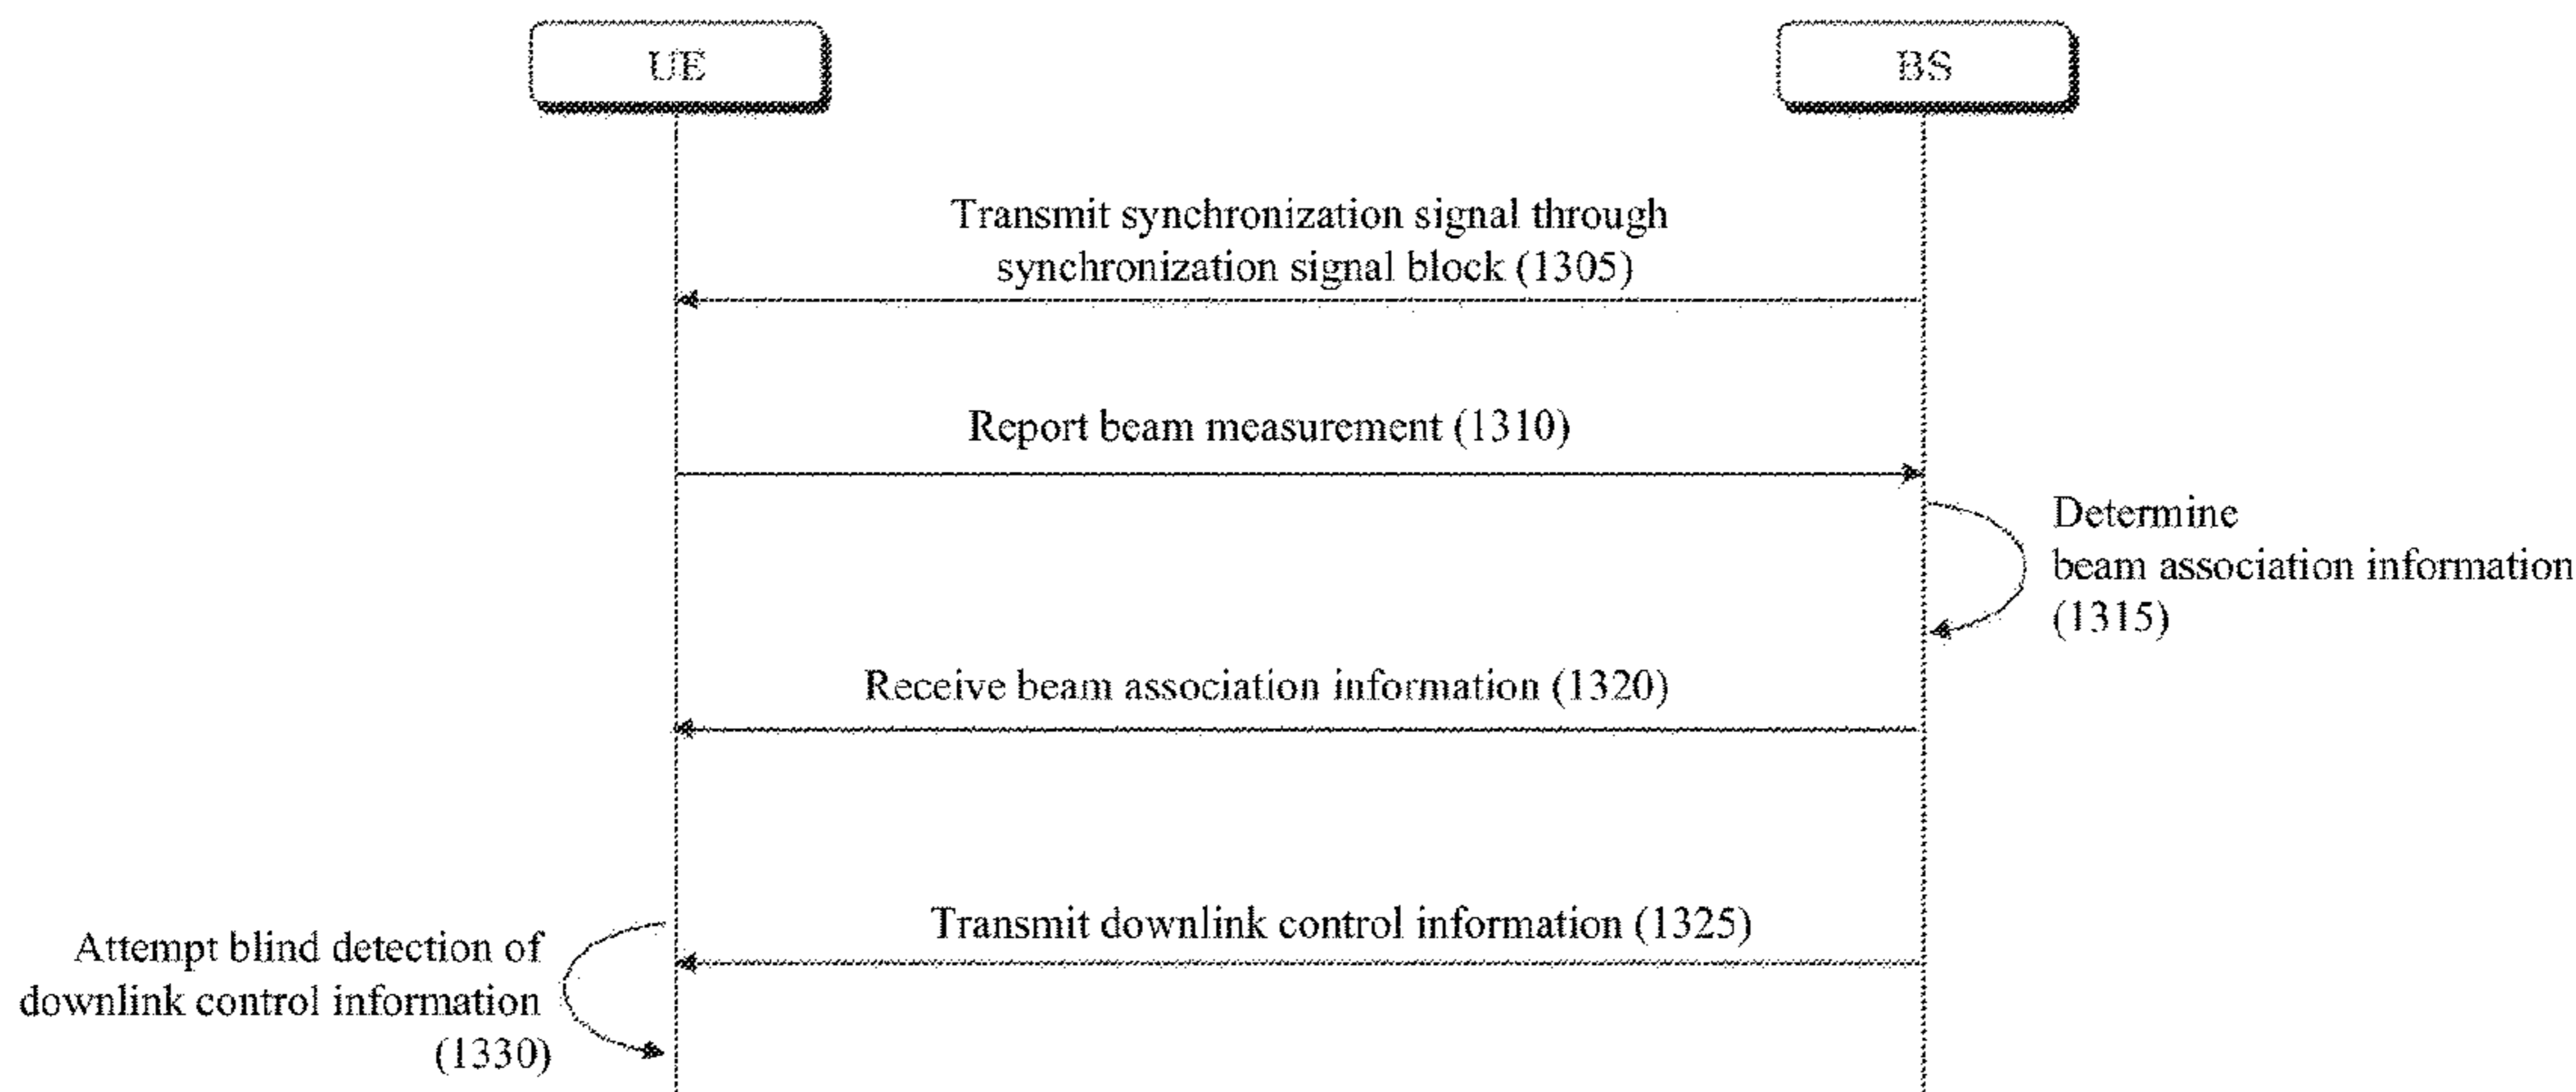 UE
BS
Transmit synchronization signal through
synchronization signal block (1305)
Report beam measurement (1310)
Determine
beam association information
(1315)
Receive beam association information (1320)
Transmit downlink control information (1325)
Attempt blind detection of
downlink control information
(1330)